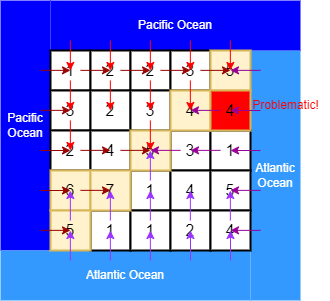 Pacific Ocean
1 2 2 3 5
3 2 3 4 4
Problematic!
Pacific
Ocean
2 4 5 3 1
Atlantic
Ocean
6 7 1 4 5
5 1 1 2 4
Atlantic Ocean